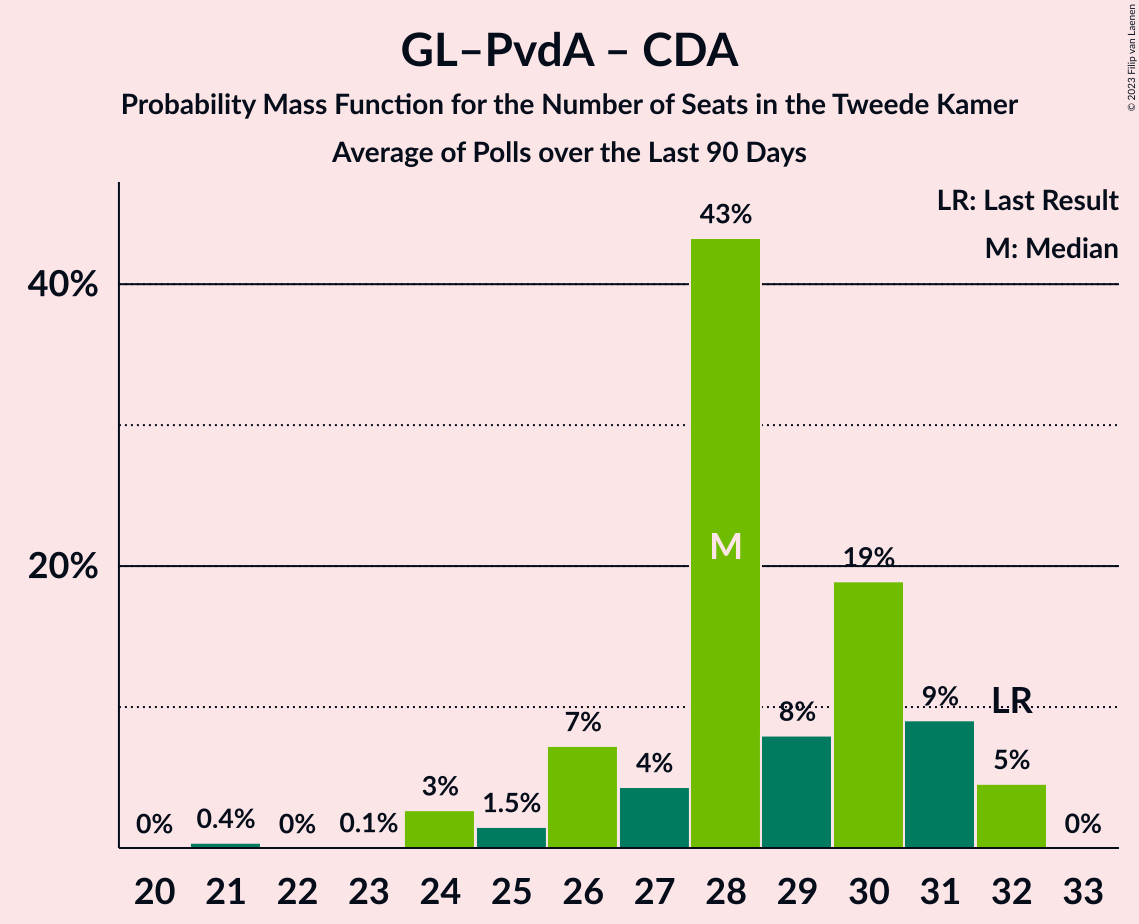 GL–PvdA – CDA
Probability Mass Function for the Number of Seats in the Tweede Kamer
Average of Polls over the Last 90 Days
© 2023 Filip van Laenen
LR: Last Result
M: Median
40%
20%
0%
0.4%
0%
0.1%
3%
1.5%
7%
4%
43%
M
8%
19%
9%
LR
5%
0%
20 21 22 23 24 25 26 27 28 29 30 31 32 33